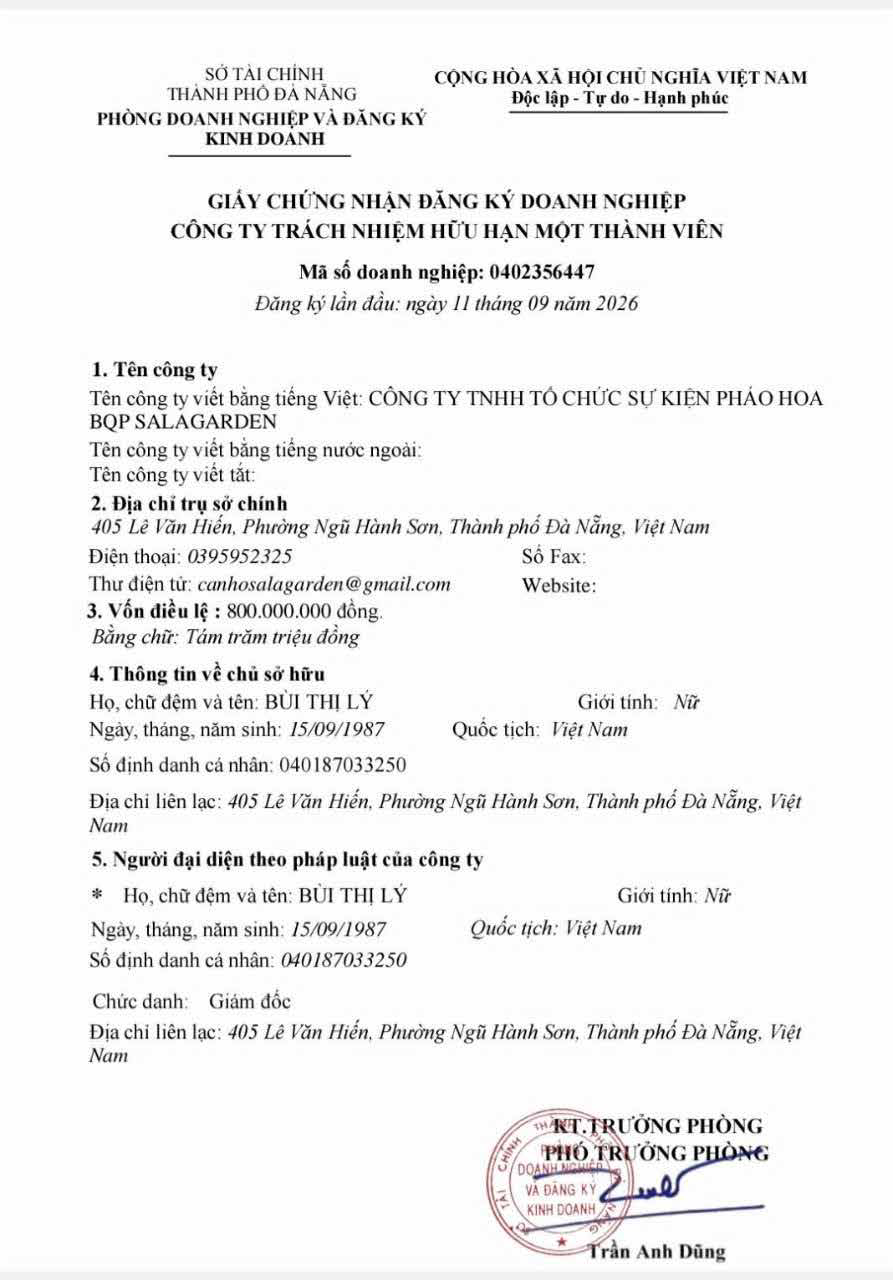 SỞ TÀI CHÍNH
THÀNH PHỐ ĐÀ NẴNG
PHÒNG DOANH NGHIỆP VÀ ĐĂNG KÝ
KINH DOANH
CỘNG HÒA XÃ HỘI CHỦ NGHĨA VIỆT NAM
Độc lập - Tự do - Hạnh phúc
GIẤY CHỨNG NHẬN ĐĂNG KÝ DOANH NGHIỆP
CÔNG TY TRÁCH NHIỆM HỮU HẠN MỘT THÀNH VIÊN
Mã số doanh nghiệp: 0402356447
Đăng ký lần đầu: ngày 11 tháng 09 năm 2026
1. Tên công ty
Tên công ty viết bằng tiếng Việt: CÔNG TY TNHH TỔ CHỨC SỰ KIỆN PHÁO HOA
BQP SALAGARDEN
Tên công ty viết bằng tiếng nước ngoài:
Tên công ty viết tắt:
2. Địa chỉ trụ sở chính
405 Lê Văn Hiến, Phường Ngũ Hành Sơn, Thành phố Đà Nẵng, Việt Nam
Điện thoại: 0395952325 Số Fax:
Thư điện tử: canhosalagarden@gmail.com Website:
3. Vốn điều lệ : 800.000.000 đồng.
Bằng chữ: Tám trăm triệu đồng
4. Thông tin về chủ sở hữu
Họ, chữ đệm và tên: BÙI THỊ LÝ Giới tính: Nữ
Ngày, tháng, năm sinh: 15/09/1987 Quốc tịch: Việt Nam
Số định danh cá nhân: 040187033250
Địa chỉ liên lạc: 405 Lê Văn Hiến, Phường Ngũ Hành Sơn, Thành phố Đà Nẵng, Việt
Nam
5. Người đại diện theo pháp luật của công ty
* Họ, chữ đệm và tên: BÙI THỊ LÝ Giới tính: Nữ
Ngày, tháng, năm sinh: 15/09/1987 Quốc tịch: Việt Nam
Số định danh cá nhân: 040187033250
Chức danh: Giám đốc
Địa chỉ liên lạc: 405 Lê Văn Hiến, Phường Ngũ Hành Sơn, Thành phố Đà Nẵng, Việt
Nam
KT.TRƯỞNG PHÒNG
PHÓ TRƯỞNG PHÒNG
SỞ TÀI CHÍNH THÀNH PHỐ ĐÀ NẴNG
PHÒNG
DOANH NGHIỆP
VÀ ĐĂNG KÝ
KINH DOANH
Trần Anh Dũng